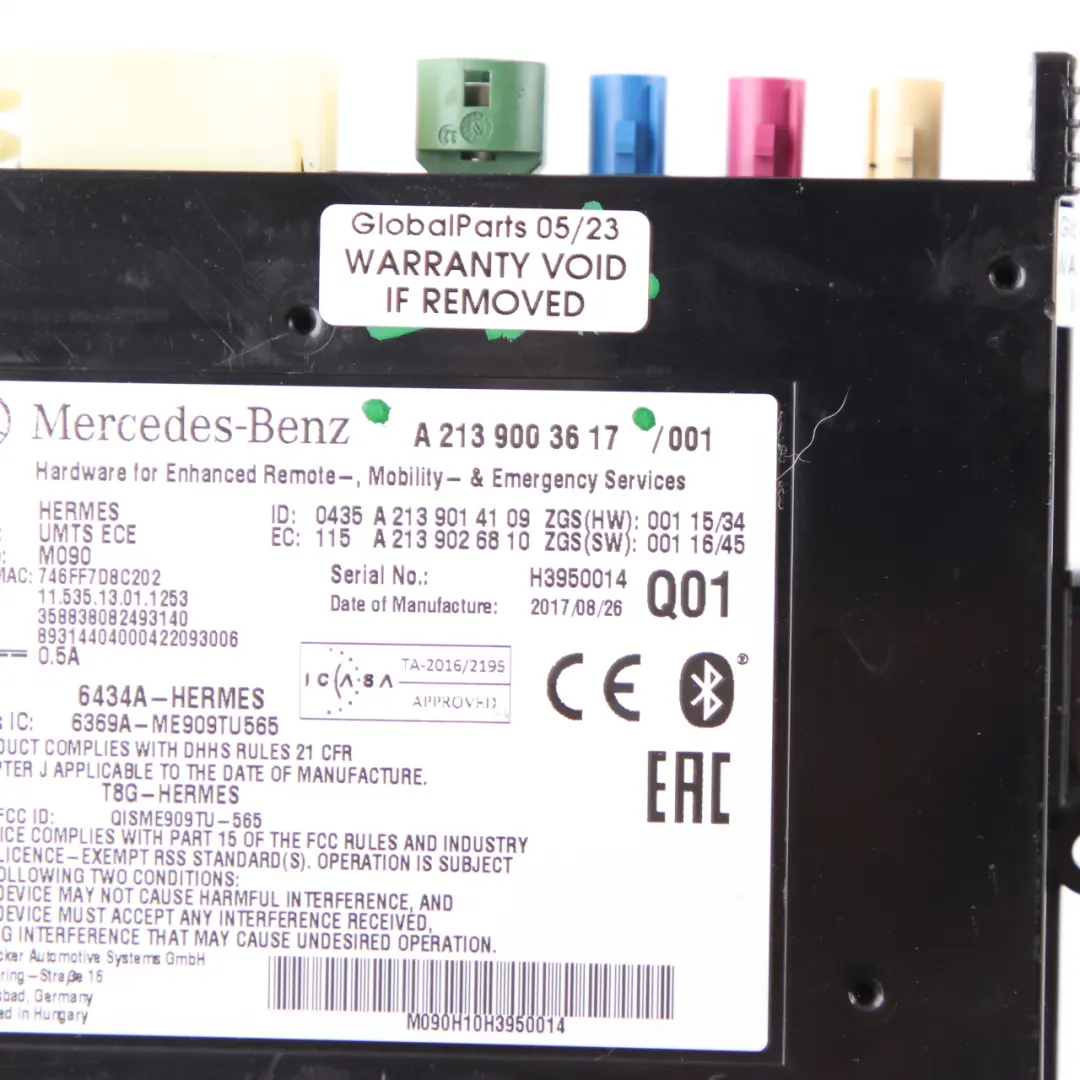 32
GlobalParts 05/23
WARRANTY VOID
IF REMOVED
Mercedes-Benz A 213 900 36 17 /001
Hardware for Enhanced Remote-, Mobility- & Emergency Services
HERMES ID: 0435 A 213 901 41 09 ZGS(HW): 001 15/34
UMTS ECE EC: 115 A 213 902 68 10 ZGS(SW): 001 16/45
M090
MAC: 746FF7D8C202 Serial No.: H3950014 Q01
11.535.13.01.1253 Date of Manufacture: 2017/08/26
358838082493140
89314404000422093006
0.5A
ICASA TA-2016/2195
APPROVED
CE
6434A-HERMES
IC: 6369A-ME909TU565
DUCT COMPLIES WITH DHHS RULES 21 CFR
PTER J APPLICABLE TO THE DATE OF MANUFACTURE.
EAC
T8G-HERMES
FCC ID: QISME909TU-565
ICE COMPLIES WITH PART 15 OF THE FCC RULES AND INDUSTRY
LICENCE-EXEMPT RSS STANDARD(S). OPERATION IS SUBJECT
OLLOWING TWO CONDITIONS:
DEVICE MAY NOT CAUSE HARMFUL INTERFERENCE, AND
DEVICE MUST ACCEPT ANY INTERFERENCE RECEIVED,
G INTERFERENCE THAT MAY CAUSE UNDESIRED OPERATION.
cker Automotive Systems GmbH
ring-Straße 16
sbad, Germany
ed in Hungary
M090H10H3950014